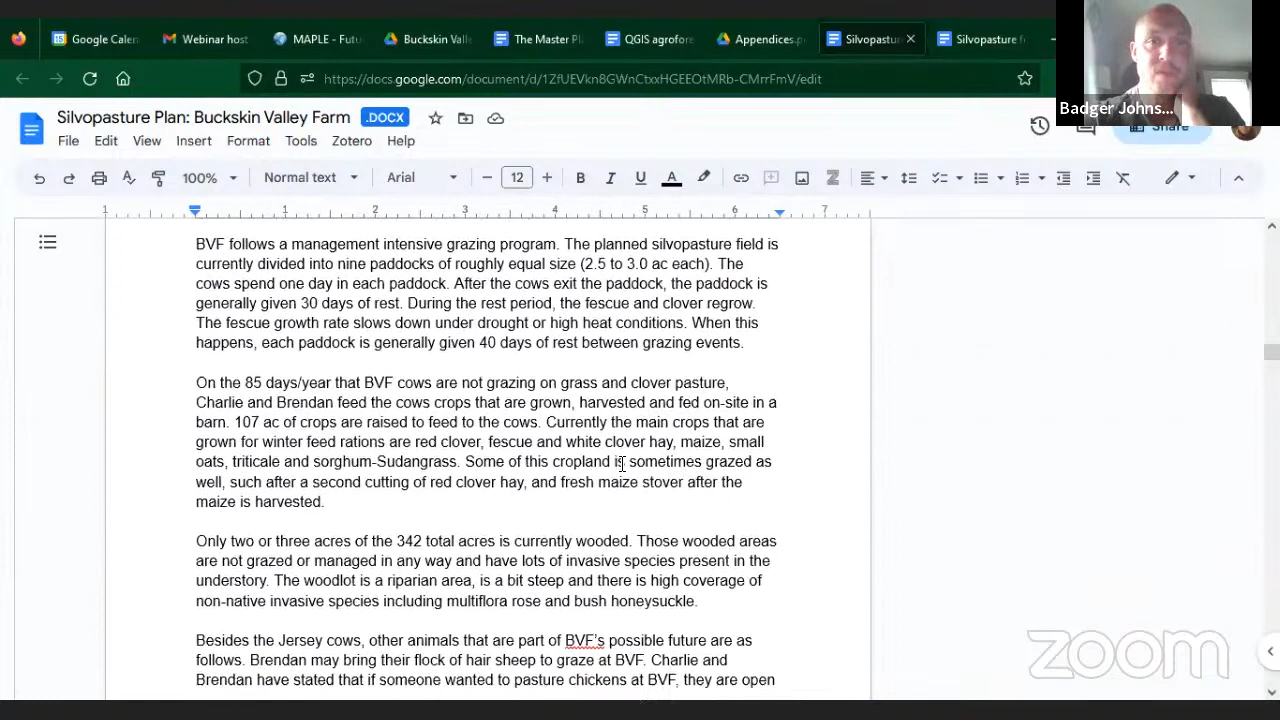 Google Calen
Webinar host
MAPLE - Futu
Buckskin Valle
The Master Pl
QGIS agrofore
Appendices.p
Silvopasture
Silvopasture f
https://docs.google.com/document/d/1ZfUEVkn8GWnCtxxHGEEOtMRb-CMrrFmV/edit
Badger Johns...
Silvopasture Plan: Buckskin Valley Farm .DOCX
Share
File Edit View Insert Format Tools Zotero Help
100% Normal text Arial 12 B I U A
1 1 2 3 4 5 6 7
BVF follows a management intensive grazing program. The planned silvopasture field is
currently divided into nine paddocks of roughly equal size (2.5 to 3.0 ac each). The
cows spend one day in each paddock. After the cows exit the paddock, the paddock is
generally given 30 days of rest. During the rest period, the fescue and clover regrow.
The fescue growth rate slows down under drought or high heat conditions. When this
happens, each paddock is generally given 40 days of rest between grazing events.
On the 85 days/year that BVF cows are not grazing on grass and clover pasture,
Charlie and Brendan feed the cows crops that are grown, harvested and fed on-site in a
barn. 107 ac of crops are raised to feed to the cows. Currently the main crops that are
grown for winter feed rations are red clover, fescue and white clover hay, maize, small
oats, triticale and sorghum-Sudangrass. Some of this cropland is sometimes grazed as
well, such after a second cutting of red clover hay, and fresh maize stover after the
maize is harvested.
Only two or three acres of the 342 total acres is currently wooded. Those wooded areas
are not grazed or managed in any way and have lots of invasive species present in the
understory. The woodlot is a riparian area, is a bit steep and there is high coverage of
non-native invasive species including multiflora rose and bush honeysuckle.
Besides the Jersey cows, other animals that are part of BVF's possible future are as
follows. Brendan may bring their flock of hair sheep to graze at BVF. Charlie and
Brendan have stated that if someone wanted to pasture chickens at BVF, they are open
zoom